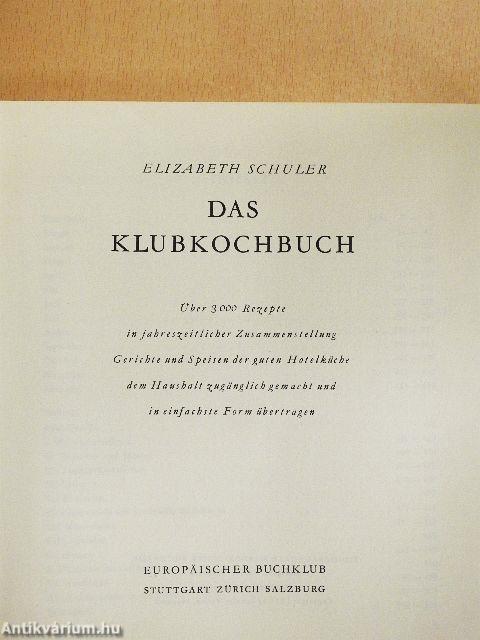 ELIZABETH SCHULER
DAS
KLUBKOCHBUCH
Über 3000 Rezepte
in jahreszeitlicher Zusammenstellung
Gerichte und Speisen der guten Hotelküche
dem Haushalt zugänglich gemacht und
in einfachste Form übertragen
EUROPÄISCHER BUCHKLUB
STUTTGART ZÜRICH SALZBURG
Antikvárium.hu